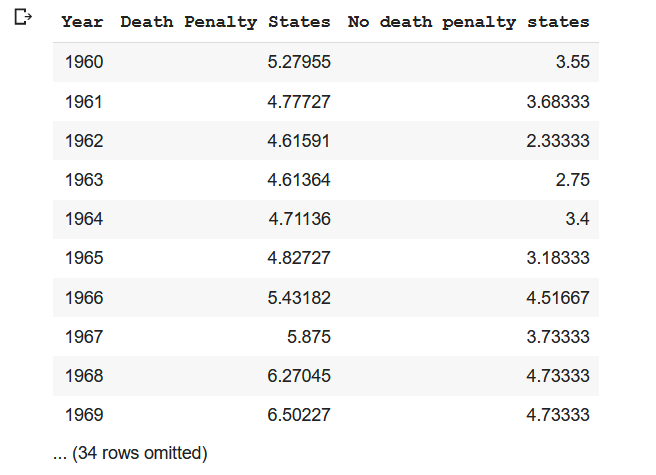 Year Death Penalty States No death penalty states
1960 5.27955 3.55
1961 4.77727 3.68333
1962 4.61591 2.33333
1963 4.61364 2.75
1964 4.71136 3.4
1965 4.82727 3.18333
1966 5.43182 4.51667
1967 5.875 3.73333
1968 6.27045 4.73333
1969 6.50227 4.73333
... (34 rows omitted)